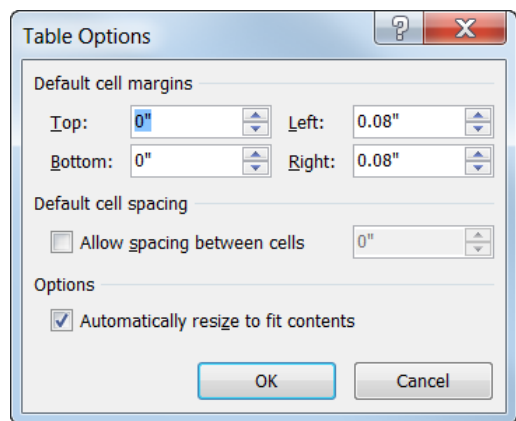 Table Options
Default cell margins
Top: 0" Left: 0.08"
Bottom: 0" Right: 0.08"
Default cell spacing
Allow spacing between cells 0"
Options
Automatically resize to fit contents
OK Cancel